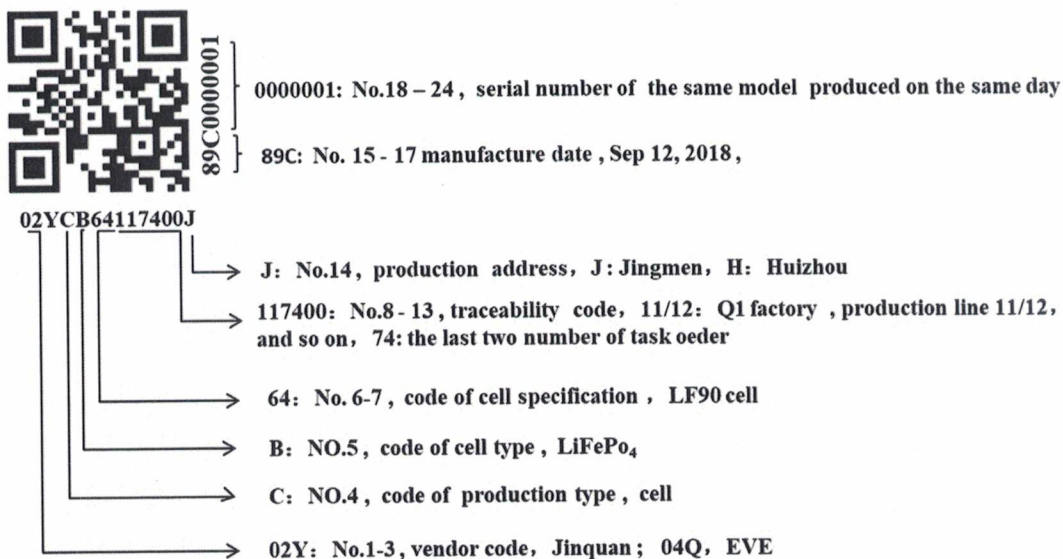 89C0000001
0000001: No.18 – 24, serial number of the same model produced on the same day
89C: No. 15 - 17 manufacture date , Sep 12, 2018 ,
02YCB64117400J
J: No.14, production address, J: Jingmen, H: Huizhou
117400: No.8 - 13, traceability code, 11/12: Q1 factory , production line 11/12,
and so on, 74: the last two number of task oeder
64: No. 6-7 , code of cell specification , LF90 cell
B: NO.5 , code of cell type , LiFePo₄
C: NO.4 , code of production type , cell
02Y: No.1-3, vendor code, Jinquan ; 04Q, EVE